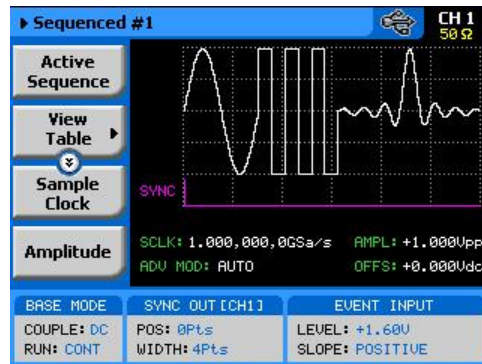 Sequenced #1
CH 1
50 Ω
Active
Sequence
View
Table
Sample
Clock
Amplitude
SYNC
SCLK: 1.000,000,0GSa/s AMPL: +1.000Vpp
ADV MOD: AUTO OFFS: +0.000Vdc
BASE MODE
COUPLE: DC
RUN: CONT
SYNC OUT[CH1]
POS: 0Pts
WIDTH: 4Pts
EVENT INPUT
LEVEL: +1.60V
SLOPE: POSITIVE